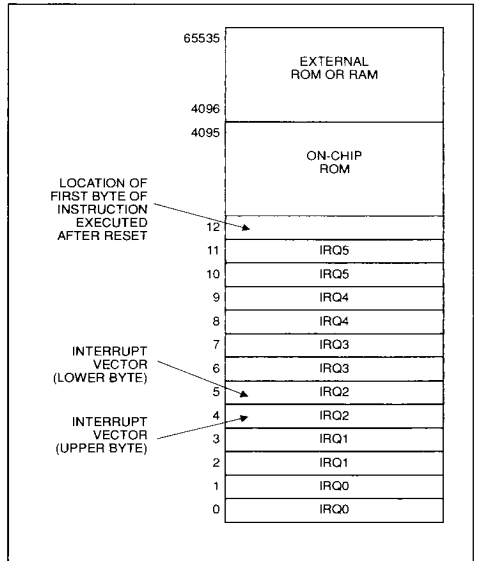 65535
EXTERNAL
ROM OR RAM
4096
4095
ON-CHIP
ROM
LOCATION OF
FIRST BYTE OF
INSTRUCTION
EXECUTED
AFTER RESET
12
11 IRQ5
10 IRQ5
9 IRQ4
8 IRQ4
7 IRQ3
6 IRQ3
INTERRUPT
VECTOR
(LOWER BYTE)
5 IRQ2
4 IRQ2
INTERRUPT
VECTOR
(UPPER BYTE)
3 IRQ1
2 IRQ1
1 IRQ0
0 IRQ0